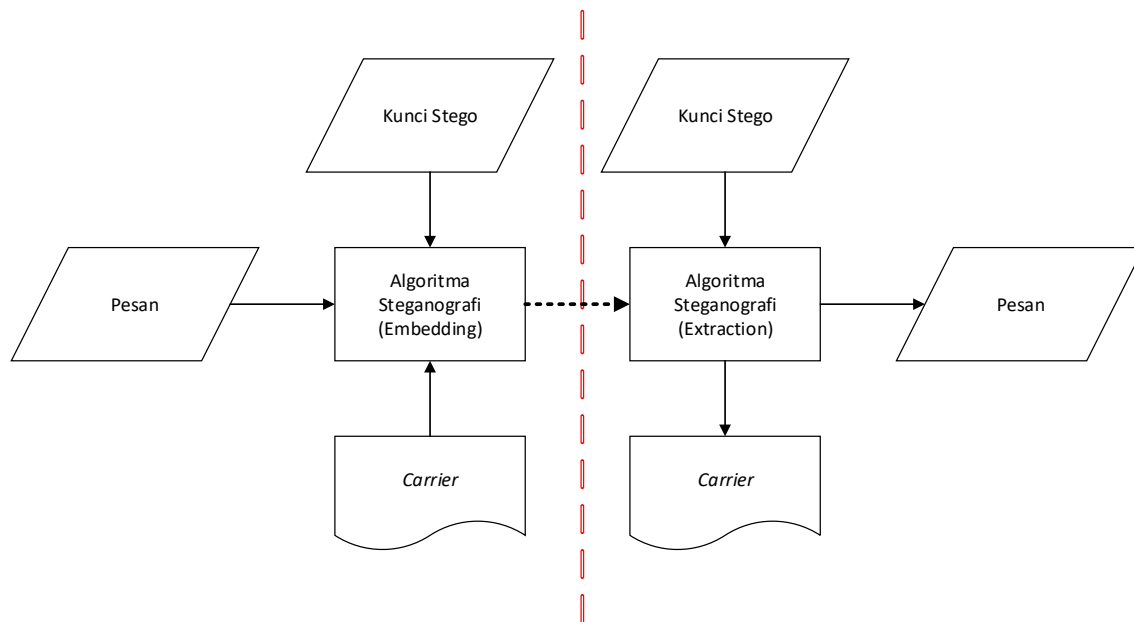 Kunci Stego
Kunci Stego
Pesan
Algoritma
Steganografi
(Embedding)
Algoritma
Steganografi
(Extraction)
Pesan
Carrier
Carrier